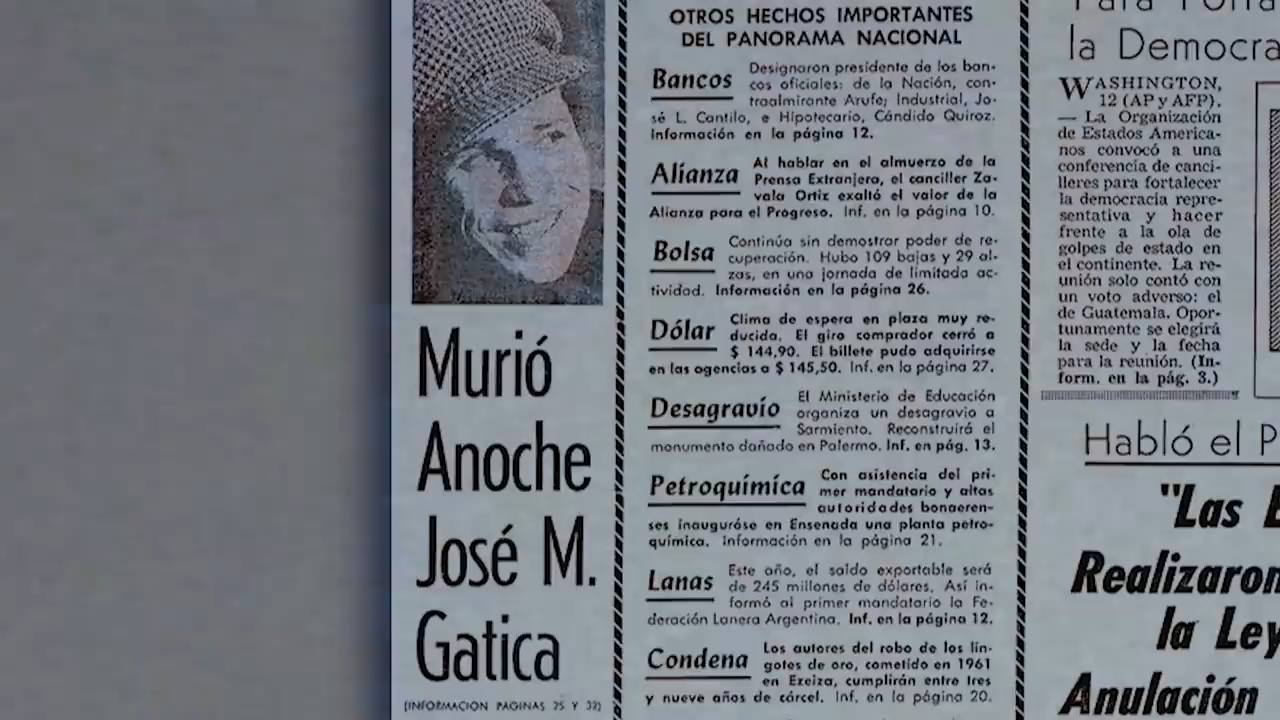 Murió
Anoche
José M.
Gatica
(INFORMACION PAGINAS 25 Y 32)
OTROS HECHOS IMPORTANTES
DEL PANORAMA NACIONAL
Bancos Designaron presidente de los ban-
cos oficiales: de la Nación, con-
traalmirante Arufe; Industrial, Jo-
sé L. Cantilo, e Hipotecario, Cándido Quiroz.
Información en la página 12.
Alianza Al hablar en el almuerzo de la
Prensa Extranjera, el canciller Za-
vala Ortiz exaltó el valor de la
Alianza para el Progreso. Inf. en la página 10.
Bolsa Continúa sin demostrar poder de re-
cuperación. Hubo 109 bajas y 29 al-
zas, en una jornada de limitada ac-
tividad. Información en la página 26.
Dólar Clima de espera en plaza muy re-
ducida. El giro comprador cerró a
$ 144,90. El billete pudo adquirirse
en las agencias a $ 145,50. Inf. en la página 27.
Desagravio El Ministerio de Educación
organiza un desagravio a
Sarmiento. Reconstruirá el
monumento dañado en Palermo. Inf. en pág. 13.
Petroquímica Con asistencia del pri-
mer mandatario y altas
autoridades bonaeren-
ses inauguróse en Ensenada una planta petro-
química. Información en la página 21.
Lanas Este año, el saldo exportable será
de 245 millones de dólares. Así in-
formó al primer mandatario la Fe-
deración Lanera Argentina. Inf. en la página 12.
Condena Los autores del robo de los lin-
gotes de oro, cometido en 1961
en Ezeiza, cumplirán entre tres
y nueve años de cárcel. Inf. en la página 20.
la Democra
WASHINGTON,
12 (AP y AFP).
— La Organización
de Estados America-
nos convocó a una
conferencia de canci-
lleres para fortalecer
la democracia repre-
sentativa y hacer
frente a la ola de
golpes de estado en
el continente. La re-
unión solo contó con
un voto adverso: el
de Guatemala. Opor-
tunamente se elegirá
la sede y la fecha
para la reunión. (In-
form. en la pág. 3.)
Habló el P
"Las E
Realizaron
la Ley
Anulación